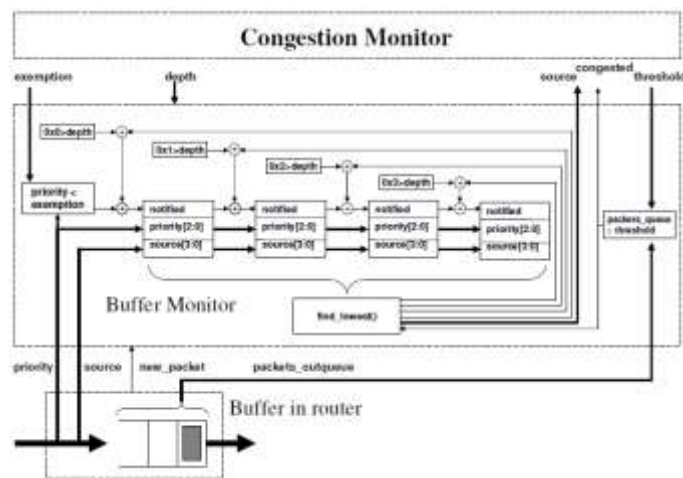 Congestion Monitor
exemption
depth
source
congested
threshold
0x0>depth
0x1>depth
0x2>depth
0x3>depth
priority <
exemption
notified
priority[2:0]
source[3:0]
notified
priority[2:0]
source[3:0]
notified
priority[2:0]
source[3:0]
notified
priority[2:0]
source[3:0]
packets_queue
threshold
Buffer Monitor
find_lowest()
priority
source
new_packet
packets_outqueue
Buffer in router